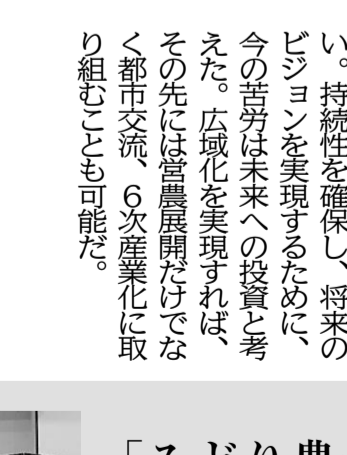 い。持続性を確保し、将来の
ビジョンを実現するために、
今の苦労は未来への投資と考
えた。広域化を実現すれば、
その先には営農展開だけでな
く都市交流、６次産業化に取
り組むことも可能だ。